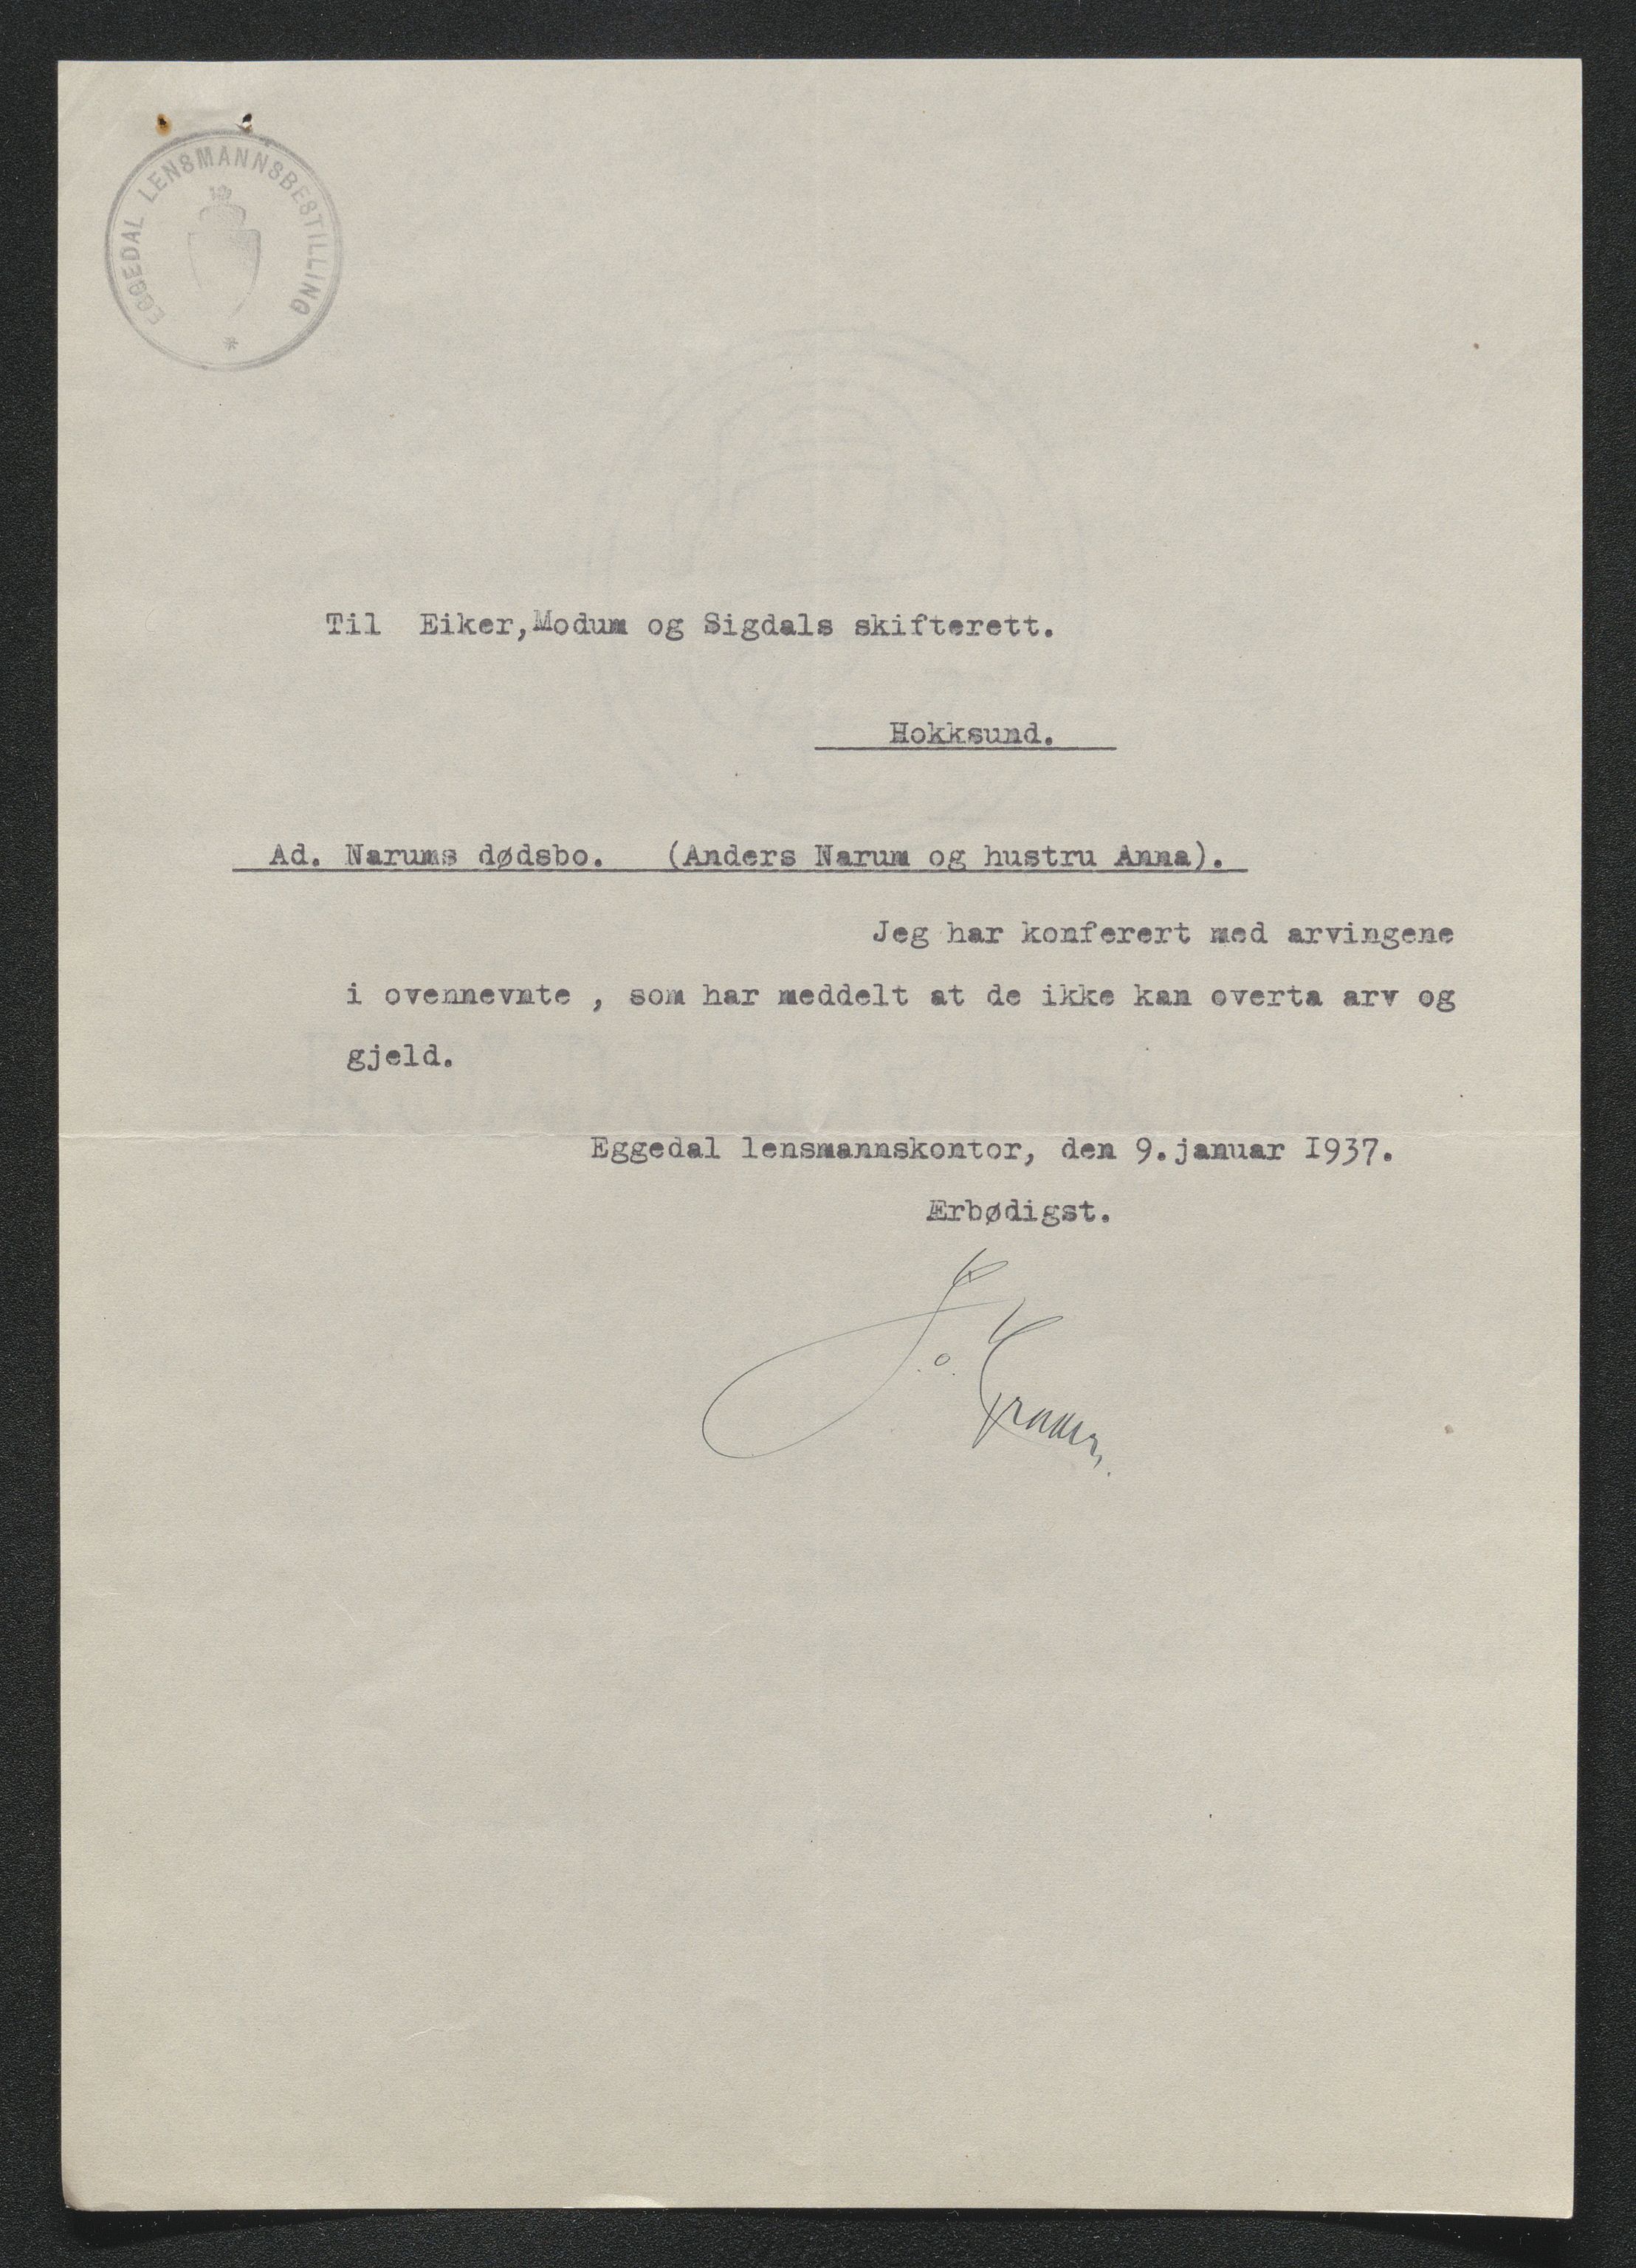 EGGEDAL LENSMANNSBESTILLING
*
Til Eiker,Modum og Sigdals skifterett.
Hokksund.
Ad. Narums dødsbo. (Anders Narum og hustru Anna).
Jeg har konferert med arvingene
i ovennevnte , som har meddelt at de ikke kan overta arv og
gjeld.
Eggedal lensmannskontor, den 9.januar 1937.
Ærbødigst.